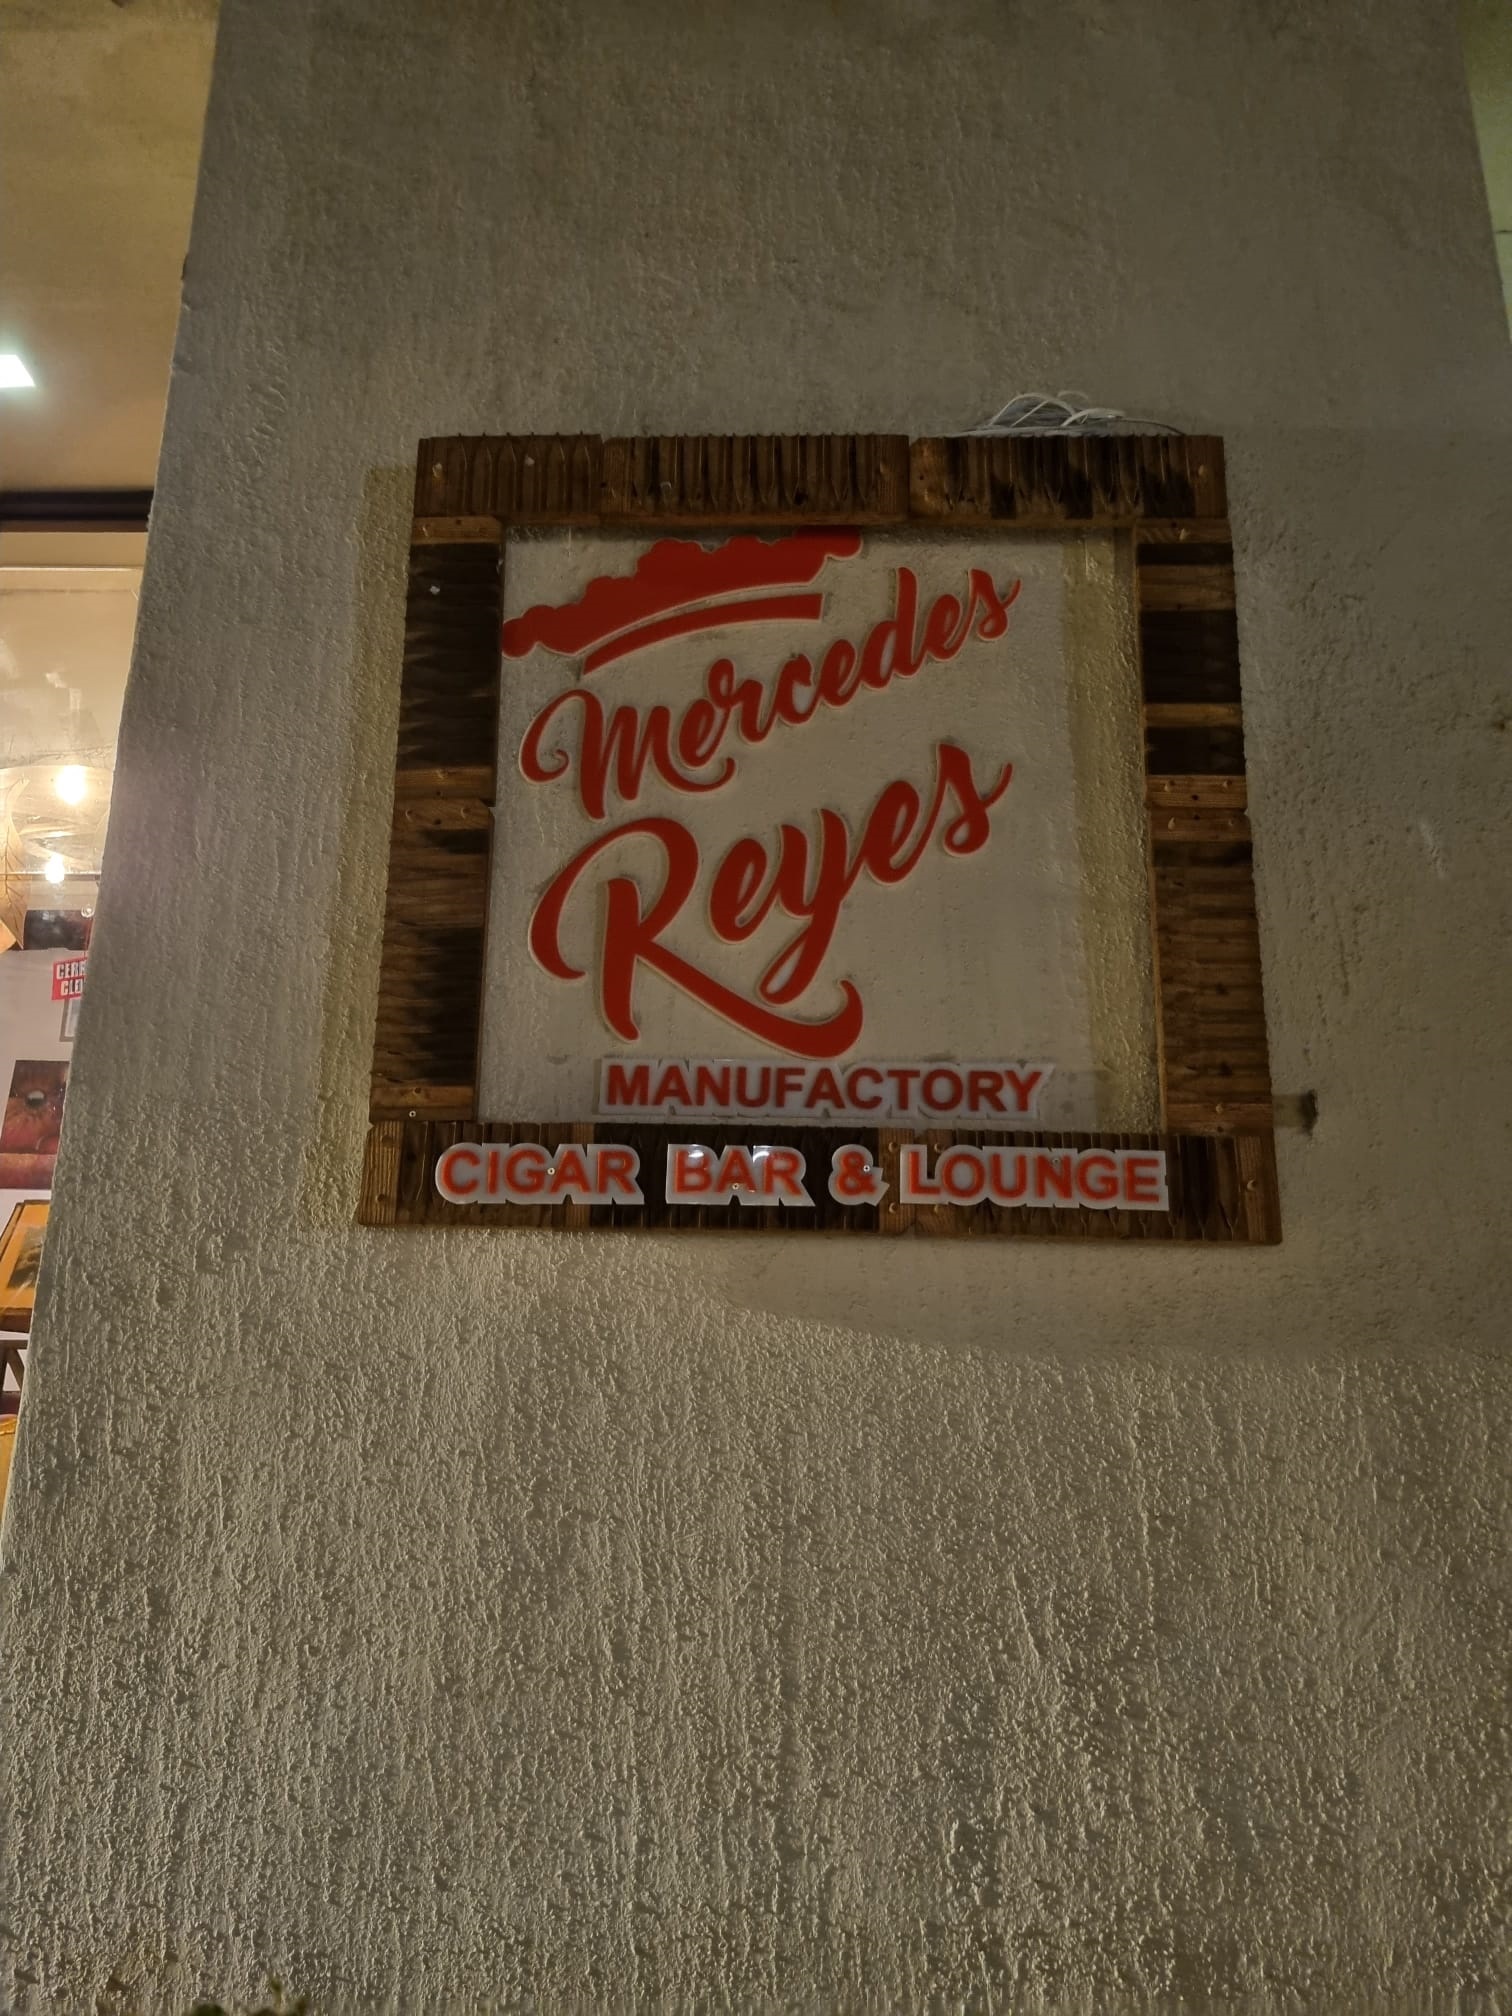 Mercedes
Reyes
MANUFACTORY
CIGAR BAR & LOUNGE